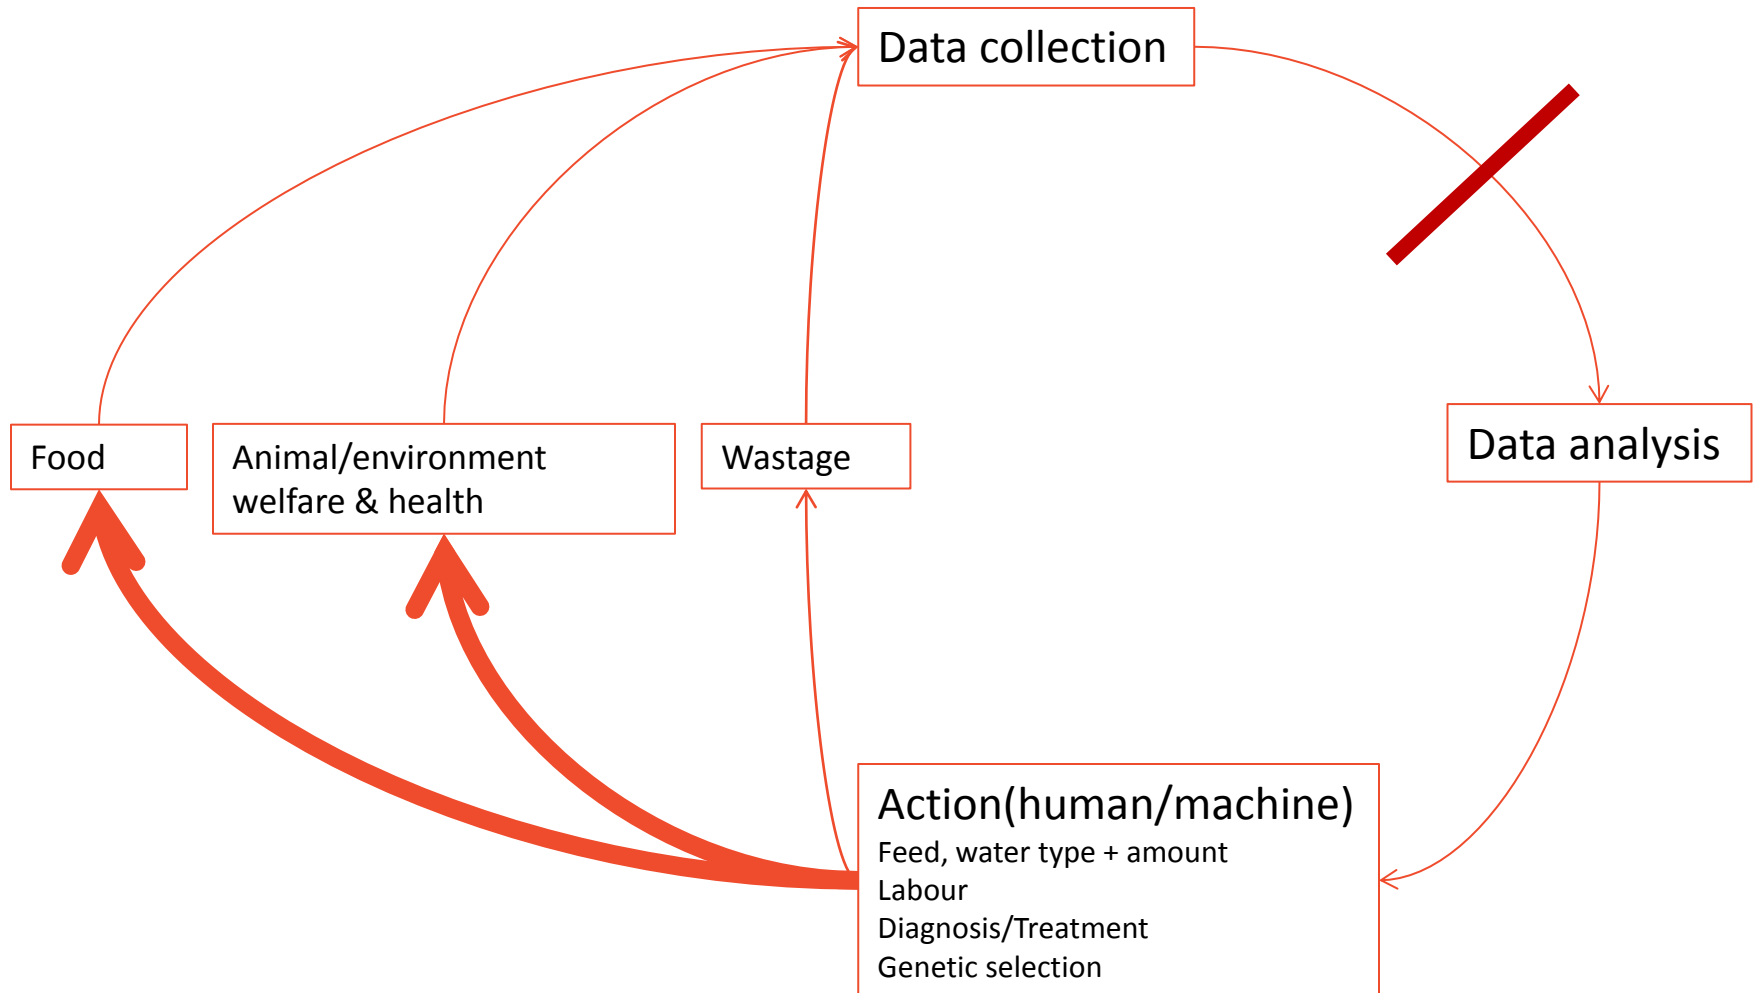 Data collection
Food
Animal/environment
welfare & health
Wastage
Data analysis
Action(human/machine)
Feed, water type + amount
Labour
Diagnosis/Treatment
Genetic selection